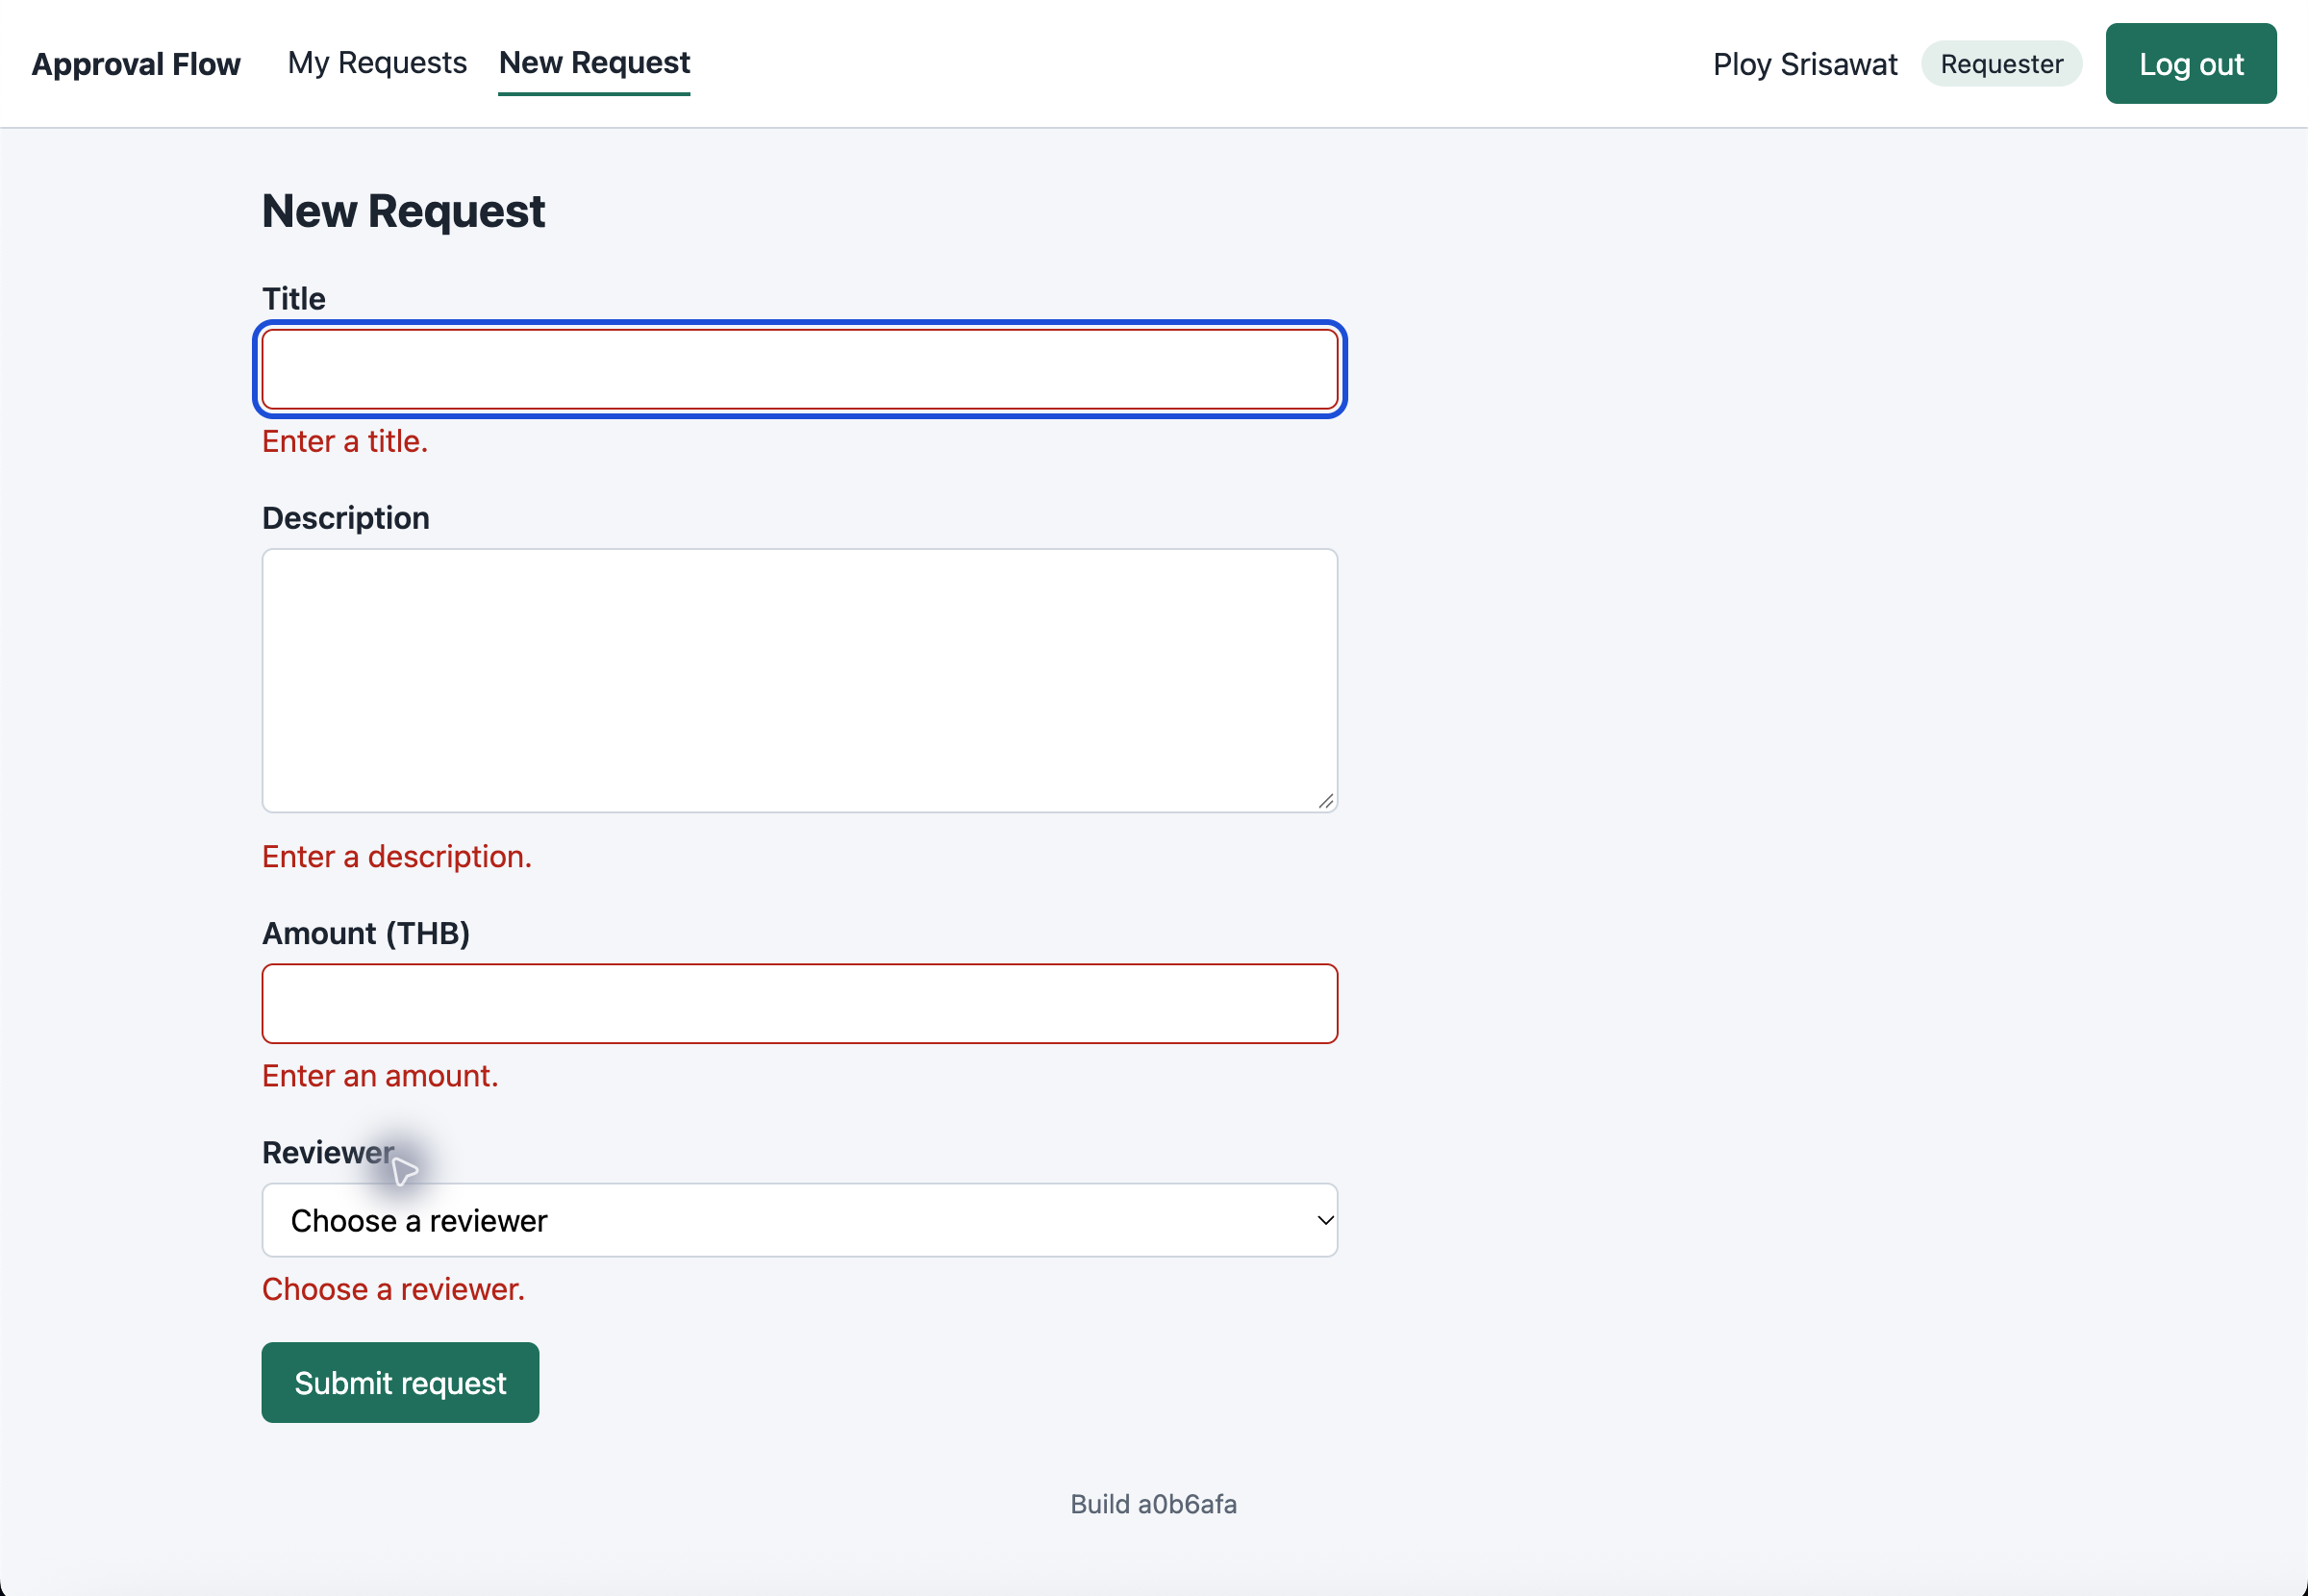 Approval Flow My Requests New Request Ploy Srisawat Requester Log out
New Request
Title
Enter a title.
Description
Enter a description.
Amount (THB)
Enter an amount.
Reviewer
Choose a reviewer
Choose a reviewer.
Submit request
Build a0b6afa